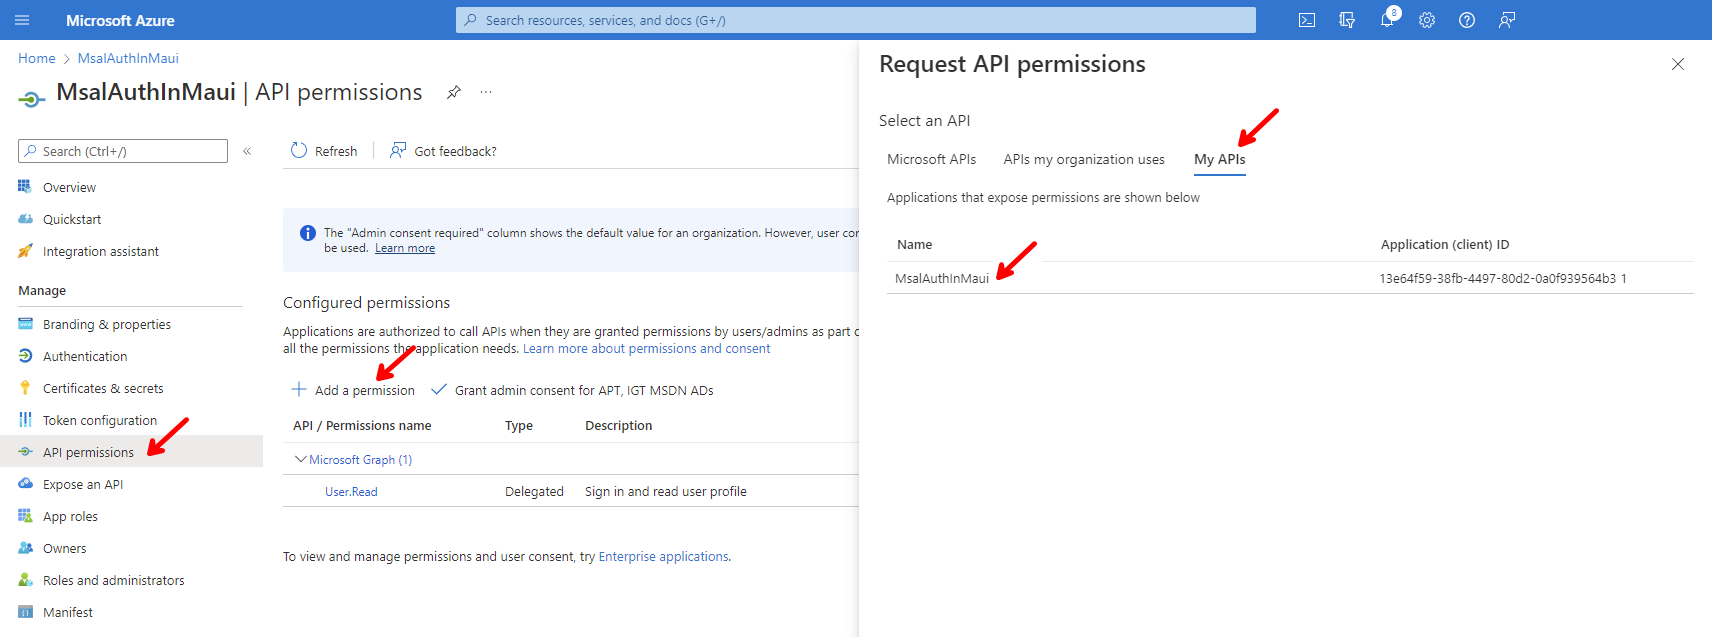 Microsoft Azure
Search resources, services, and docs (G+/)
8
Home > MsalAuthInMaui
MsalAuthInMaui | API permissions
...
Search (Ctrl+/)
«
Overview
Quickstart
Integration assistant
Manage
Branding & properties
Authentication
Certificates & secrets
Token configuration
API permissions
Expose an API
App roles
Owners
Roles and administrators
Manifest
Refresh
Got feedback?
The "Admin consent required" column shows the default value for an organization. However, user cor
be used. Learn more
Configured permissions
Applications are authorized to call APIs when they are granted permissions by users/admins as part c
all the permissions the application needs. Learn more about permissions and consent
Add a permission
Grant admin consent for APT, IGT MSDN ADs
API / Permissions name Type Description
Microsoft Graph (1)
User.Read Delegated Sign in and read user profile
To view and manage permissions and user consent, try Enterprise applications.
Request API permissions
Select an API
Microsoft APIs APIs my organization uses My APIs
Applications that expose permissions are shown below
Name Application (client) ID
MsalAuthInMaui 13e64f59-38fb-4497-80d2-0a0f939564b3 1